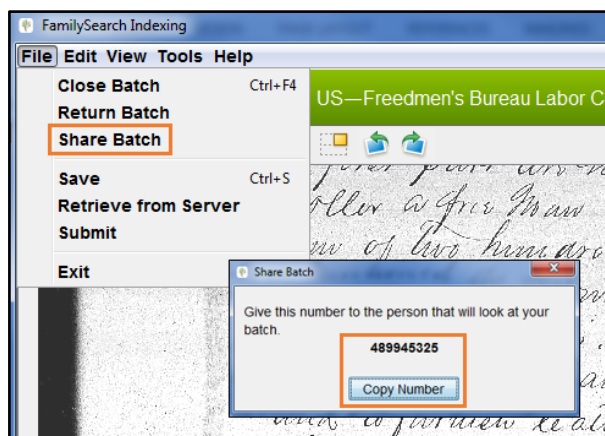 FamilySearch Indexing
File Edit View Tools Help
Close Batch Ctrl+F4
Return Batch
Share Batch
Save Ctrl+S
Retrieve from Server
Submit
Exit
US—Freedmen's Bureau Labor C
a free Man
of two
Share Batch
Give this number to the person that will look at your
batch.
489945325
Copy Number
and to